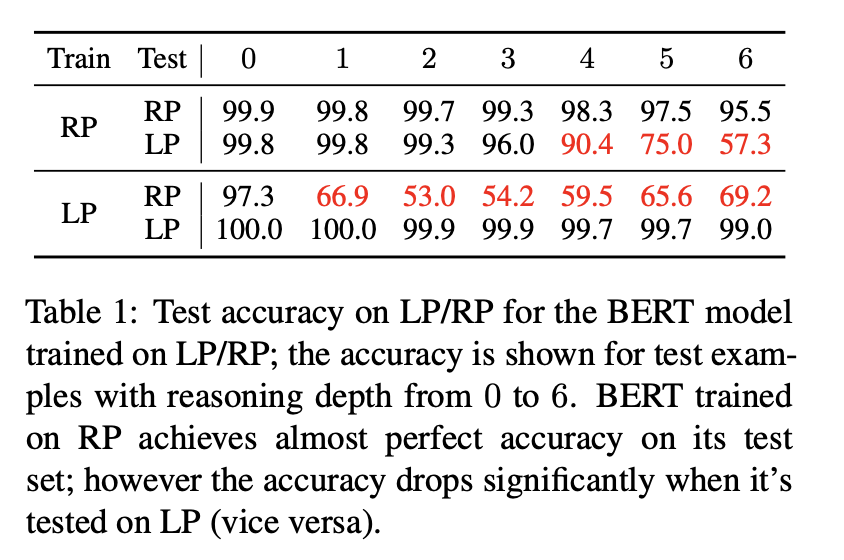 Train Test 0 1 2 3 4 5 6
RP RP 99.9 99.8 99.7 99.3 98.3 97.5 95.5
LP 99.8 99.8 99.3 96.0 90.4 75.0 57.3
LP RP 97.3 66.9 53.0 54.2 59.5 65.6 69.2
LP 100.0 100.0 99.9 99.9 99.7 99.7 99.0
Table 1: Test accuracy on LP/RP for the BERT model
trained on LP/RP; the accuracy is shown for test exam-
ples with reasoning depth from 0 to 6. BERT trained
on RP achieves almost perfect accuracy on its test
set; however the accuracy drops significantly when it's
tested on LP (vice versa).